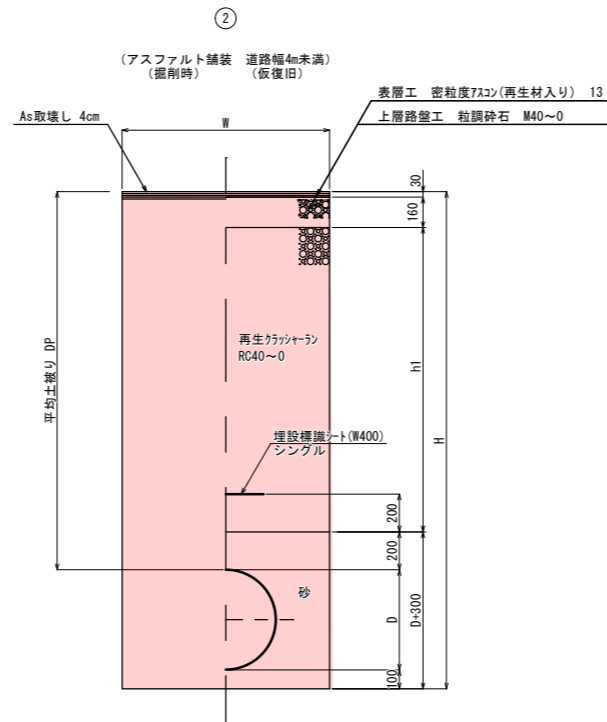 ②
(アスファルト舗装 道路幅4m未満)
(掘削時) (仮復旧)
表層工 密粒度アスコン(再生材入り) 13
As取壊し 4cm
W
上層路盤工 粒調砕石 M40～0
30
160
平均土被り DP
再生クラッシャーラン
RC40～0
h1
H
埋設標識シート(W400)
シングル
200
200
砂
D
D+300
100